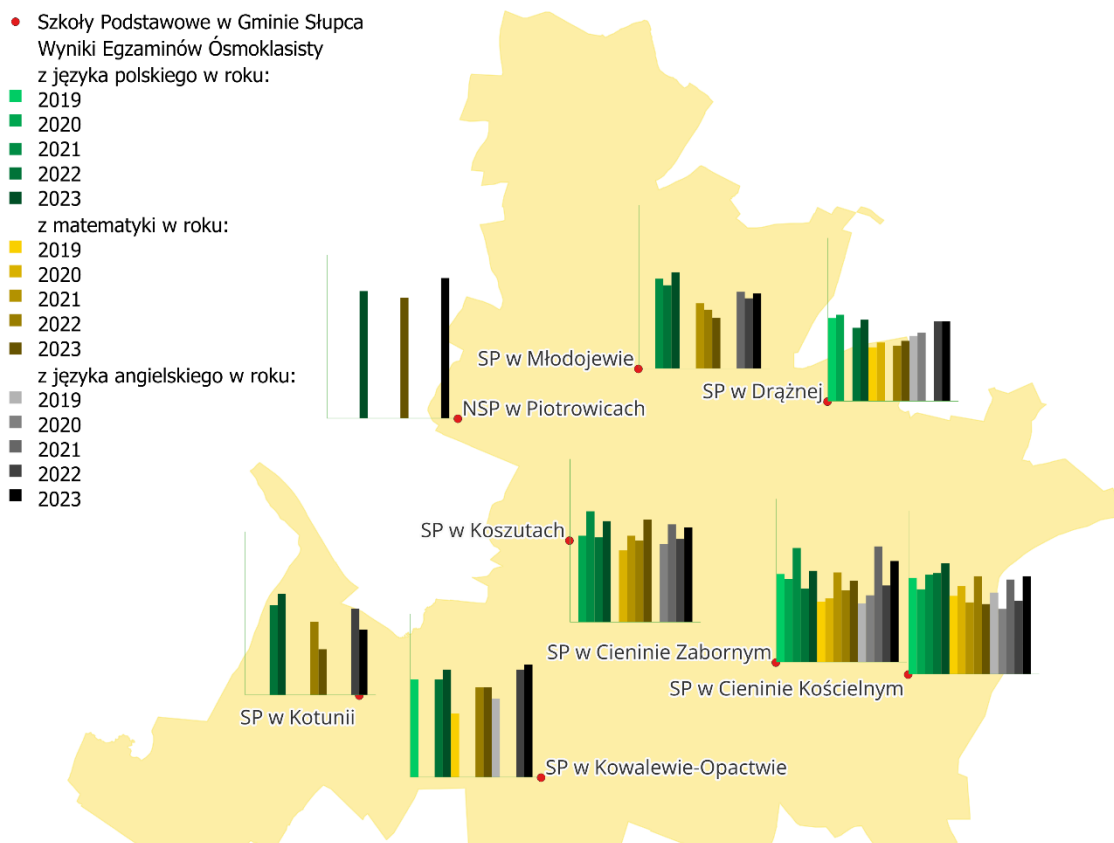 Szkoły Podstawowe w Gminie Słupca
Wyniki Egzaminów Ósmoklasisty
z języka polskiego w roku:
2019
2020
2021
2022
2023
z matematyki w roku:
2019
2020
2021
2022
2023
z języka angielskiego w roku:
2019
2020
2021
2022
2023
SP w Młodojewie
SP w Drążnej
NSP w Piotrowicach
SP w Koszutach
SP w Cieninie Zabornym
SP w Cieninie Kościelnym
SP w Kotunii
SP w Kowalewie-Opactwie